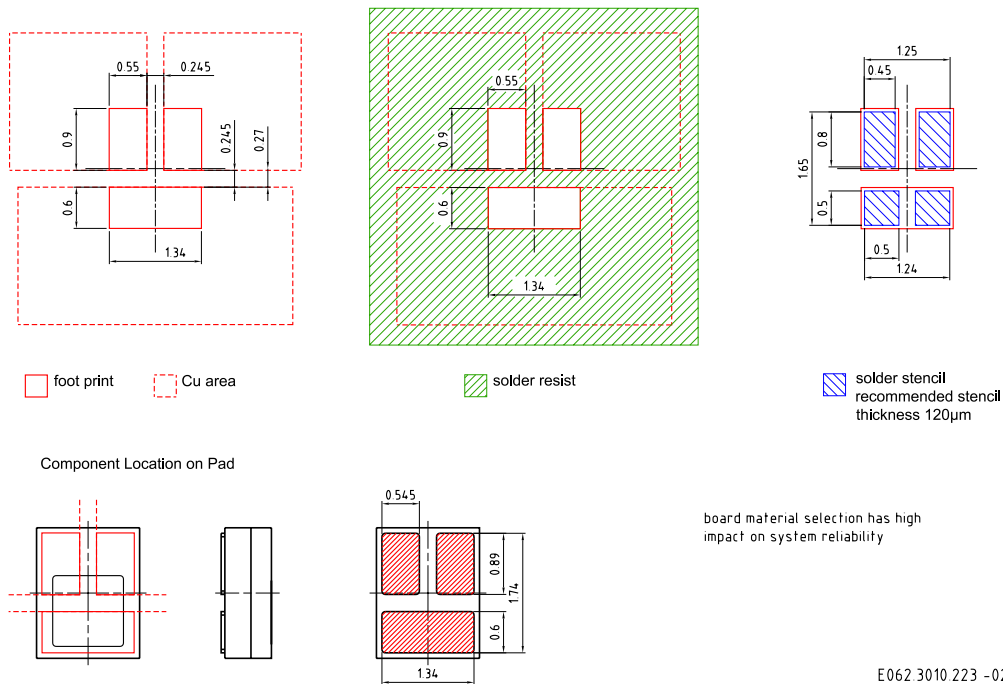 0.55
0.245
0.9
0.245
0.27
0.6
1.34
0.55
0.9
0.6
1.34
1.25
0.45
0.8
1.65
0.5
0.5
1.24
foot print
Cu area
solder resist
solder stencil
recommended stencil
thickness 120µm
Component Location on Pad
0.545
0.89
1.74
0.6
1.34
board material selection has high
impact on system reliability
E062.3010.223 -02